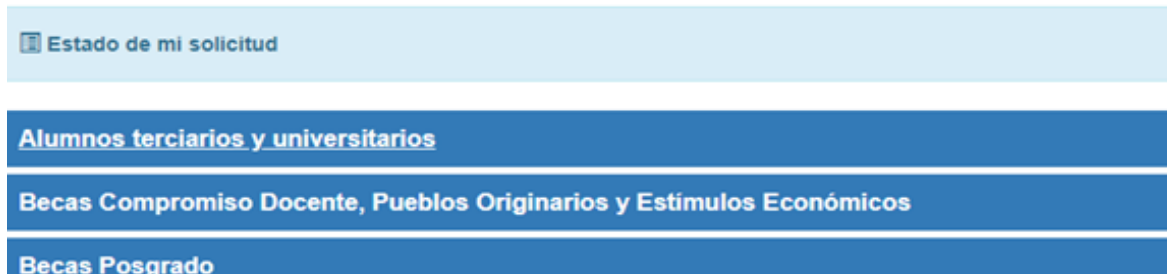 Estado de mi solicitud
Alumnos terciarios y universitarios
Becas Compromiso Docente, Pueblos Originarios y Estímulos Económicos
Becas Posgrado